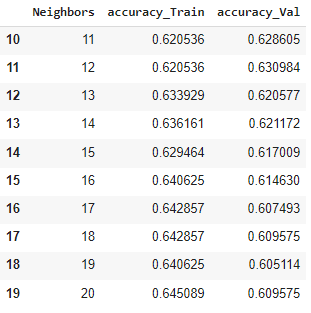 Neighbors accuracy_Train accuracy_Val
10 11 0.620536 0.628605
11 12 0.620536 0.630984
12 13 0.633929 0.620577
13 14 0.636161 0.621172
14 15 0.629464 0.617009
15 16 0.640625 0.614630
16 17 0.642857 0.607493
17 18 0.642857 0.609575
18 19 0.640625 0.605114
19 20 0.645089 0.609575